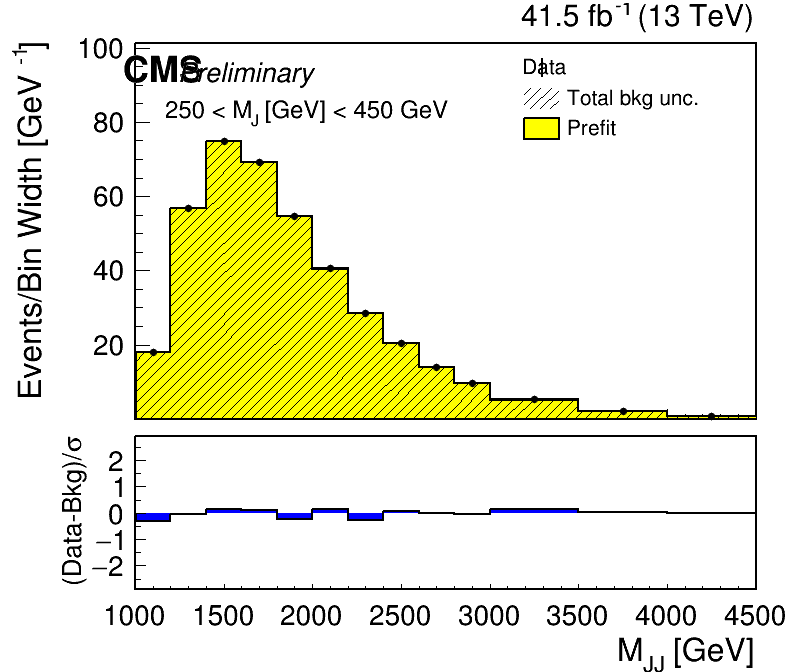 41.5 fb⁻¹ (13 TeV)
CMS Preliminary
250 < M_J [GeV] < 450 GeV
Data
Total bkg unc.
Prefit
Events/Bin Width [GeV⁻¹]
100
80
60
40
20
(Data-Bkg)/σ
2
1
0
−1
−2
1000 1500 2000 2500 3000 3500 4000 4500
M_JJ [GeV]